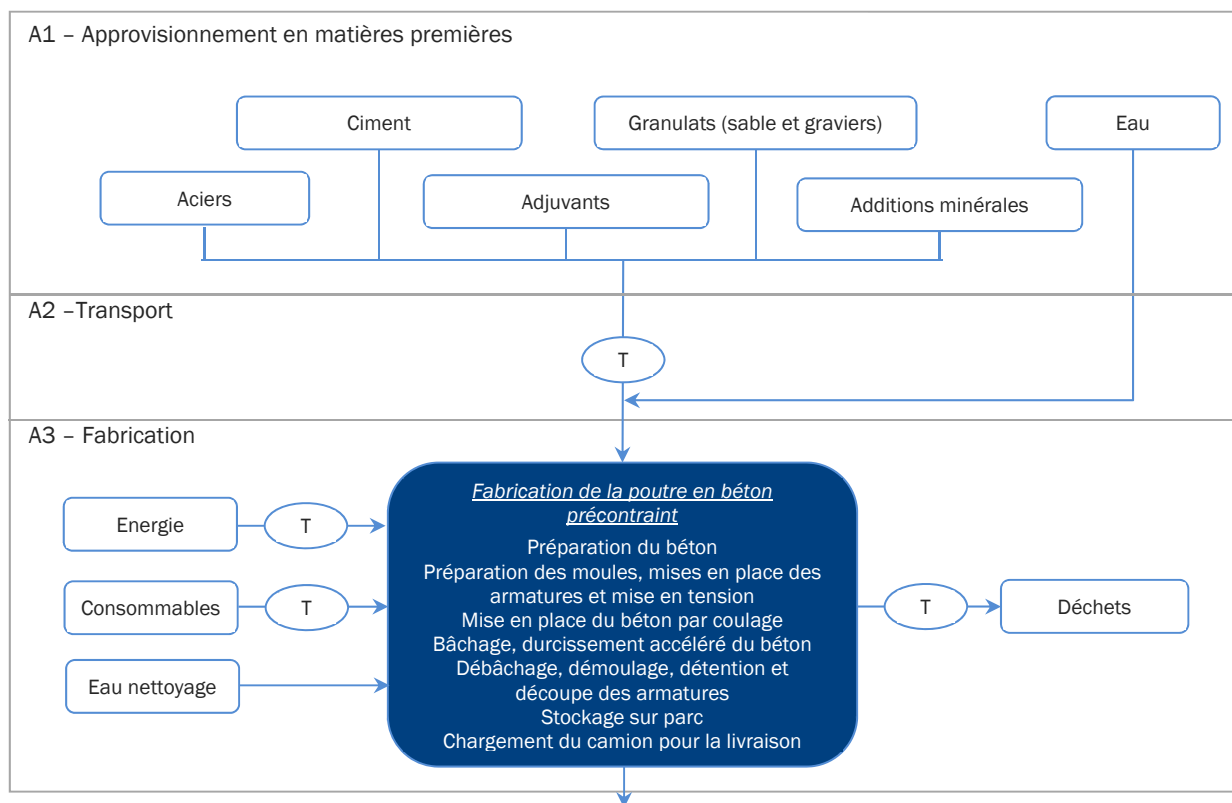 A1 – Approvisionnement en matières premières
Ciment
Granulats (sable et graviers)
Eau
Aciers
Adjuvants
Additions minérales
A2 –Transport
T
A3 – Fabrication
Fabrication de la poutre en béton
précontraint
Préparation du béton
Préparation des moules, mises en place des
armatures et mise en tension
Mise en place du béton par coulage
Bâchage, durcissement accéléré du béton
Débâchage, démoulage, détention et
découpe des armatures
Stockage sur parc
Chargement du camion pour la livraison
Energie
T
Consommables
T
Eau nettoyage
T
Déchets